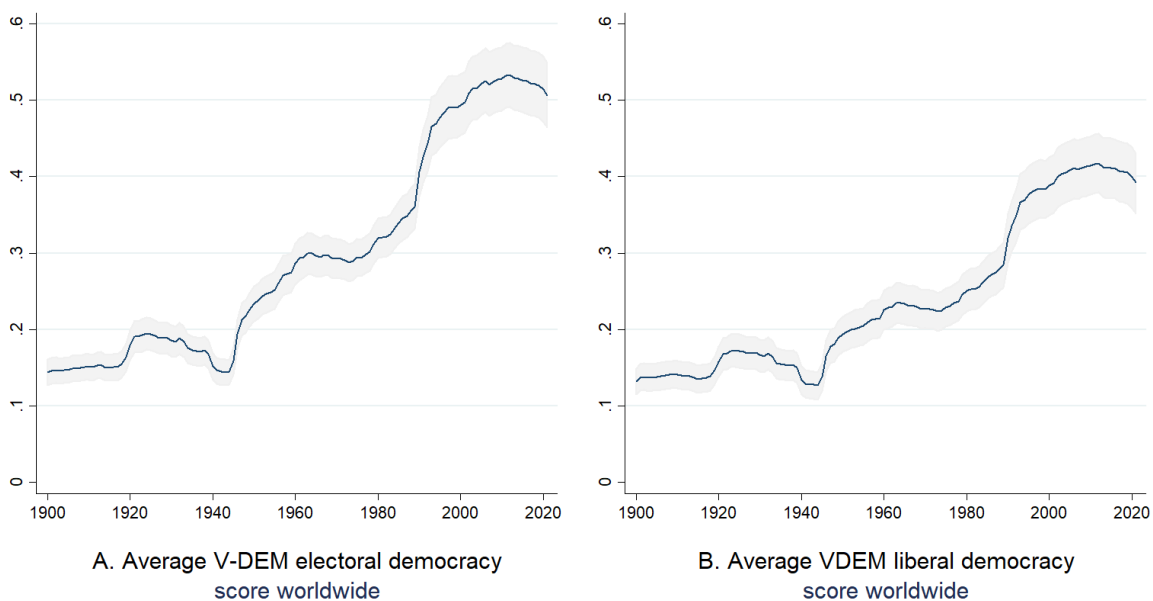 .6
.5
.4
.3
.2
.1
0
1900 1920 1940 1960 1980 2000 2020
A. Average V-DEM electoral democracy
score worldwide
.6
.5
.4
.3
.2
.1
0
1900 1920 1940 1960 1980 2000 2020
B. Average VDEM liberal democracy
score worldwide